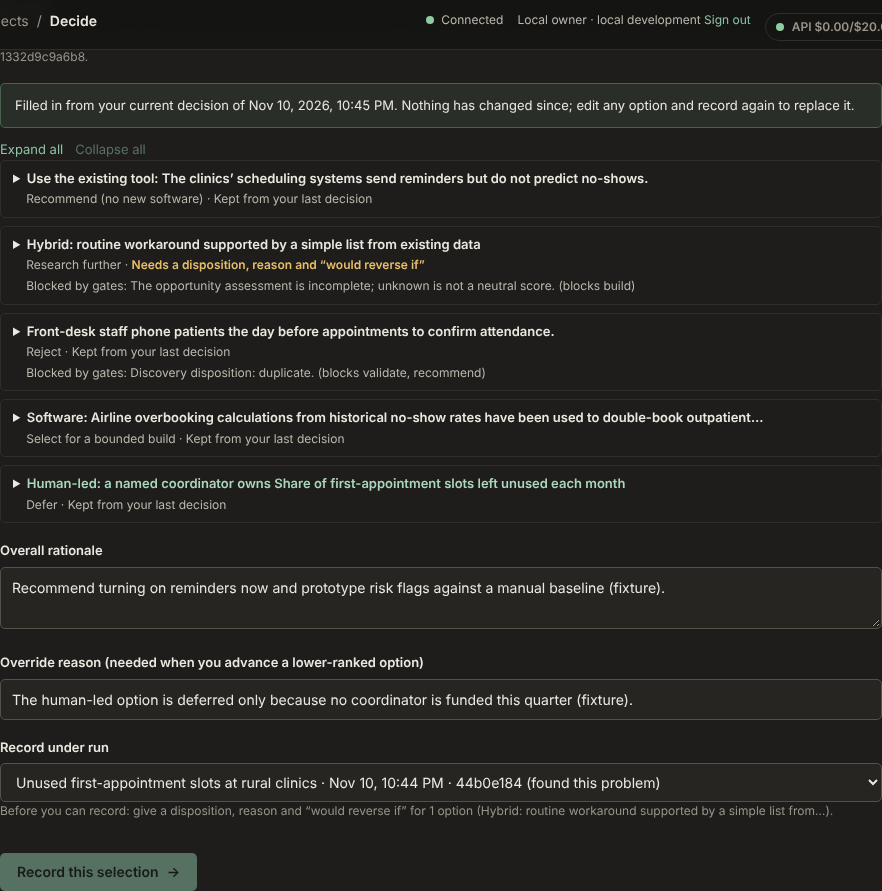 ects / Decide
Connected Local owner · local development Sign out API $0.00/$20.
1332d9c9a6b8.
Filled in from your current decision of Nov 10, 2026, 10:45 PM. Nothing has changed since; edit any option and record again to replace it.
Expand all Collapse all
Use the existing tool: The clinics’ scheduling systems send reminders but do not predict no-shows.
Recommend (no new software) · Kept from your last decision
Hybrid: routine workaround supported by a simple list from existing data
Research further · Needs a disposition, reason and “would reverse if”
Blocked by gates: The opportunity assessment is incomplete; unknown is not a neutral score. (blocks build)
Front-desk staff phone patients the day before appointments to confirm attendance.
Reject · Kept from your last decision
Blocked by gates: Discovery disposition: duplicate. (blocks validate, recommend)
Software: Airline overbooking calculations from historical no-show rates have been used to double-book outpatient…
Select for a bounded build · Kept from your last decision
Human-led: a named coordinator owns Share of first-appointment slots left unused each month
Defer · Kept from your last decision
Overall rationale
Recommend turning on reminders now and prototype risk flags against a manual baseline (fixture).
Override reason (needed when you advance a lower-ranked option)
The human-led option is deferred only because no coordinator is funded this quarter (fixture).
Record under run
Unused first-appointment slots at rural clinics · Nov 10, 10:44 PM · 44b0e184 (found this problem)
Before you can record: give a disposition, reason and “would reverse if” for 1 option (Hybrid: routine workaround supported by a simple list from…).
Record this selection →